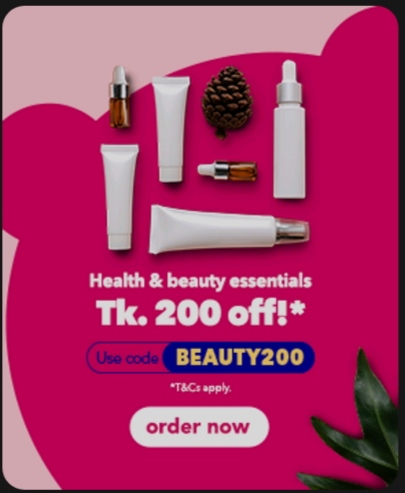 Health & beauty essentials
Tk. 200 off!*
Use code BEAUTY200
*T&Cs apply.
order now